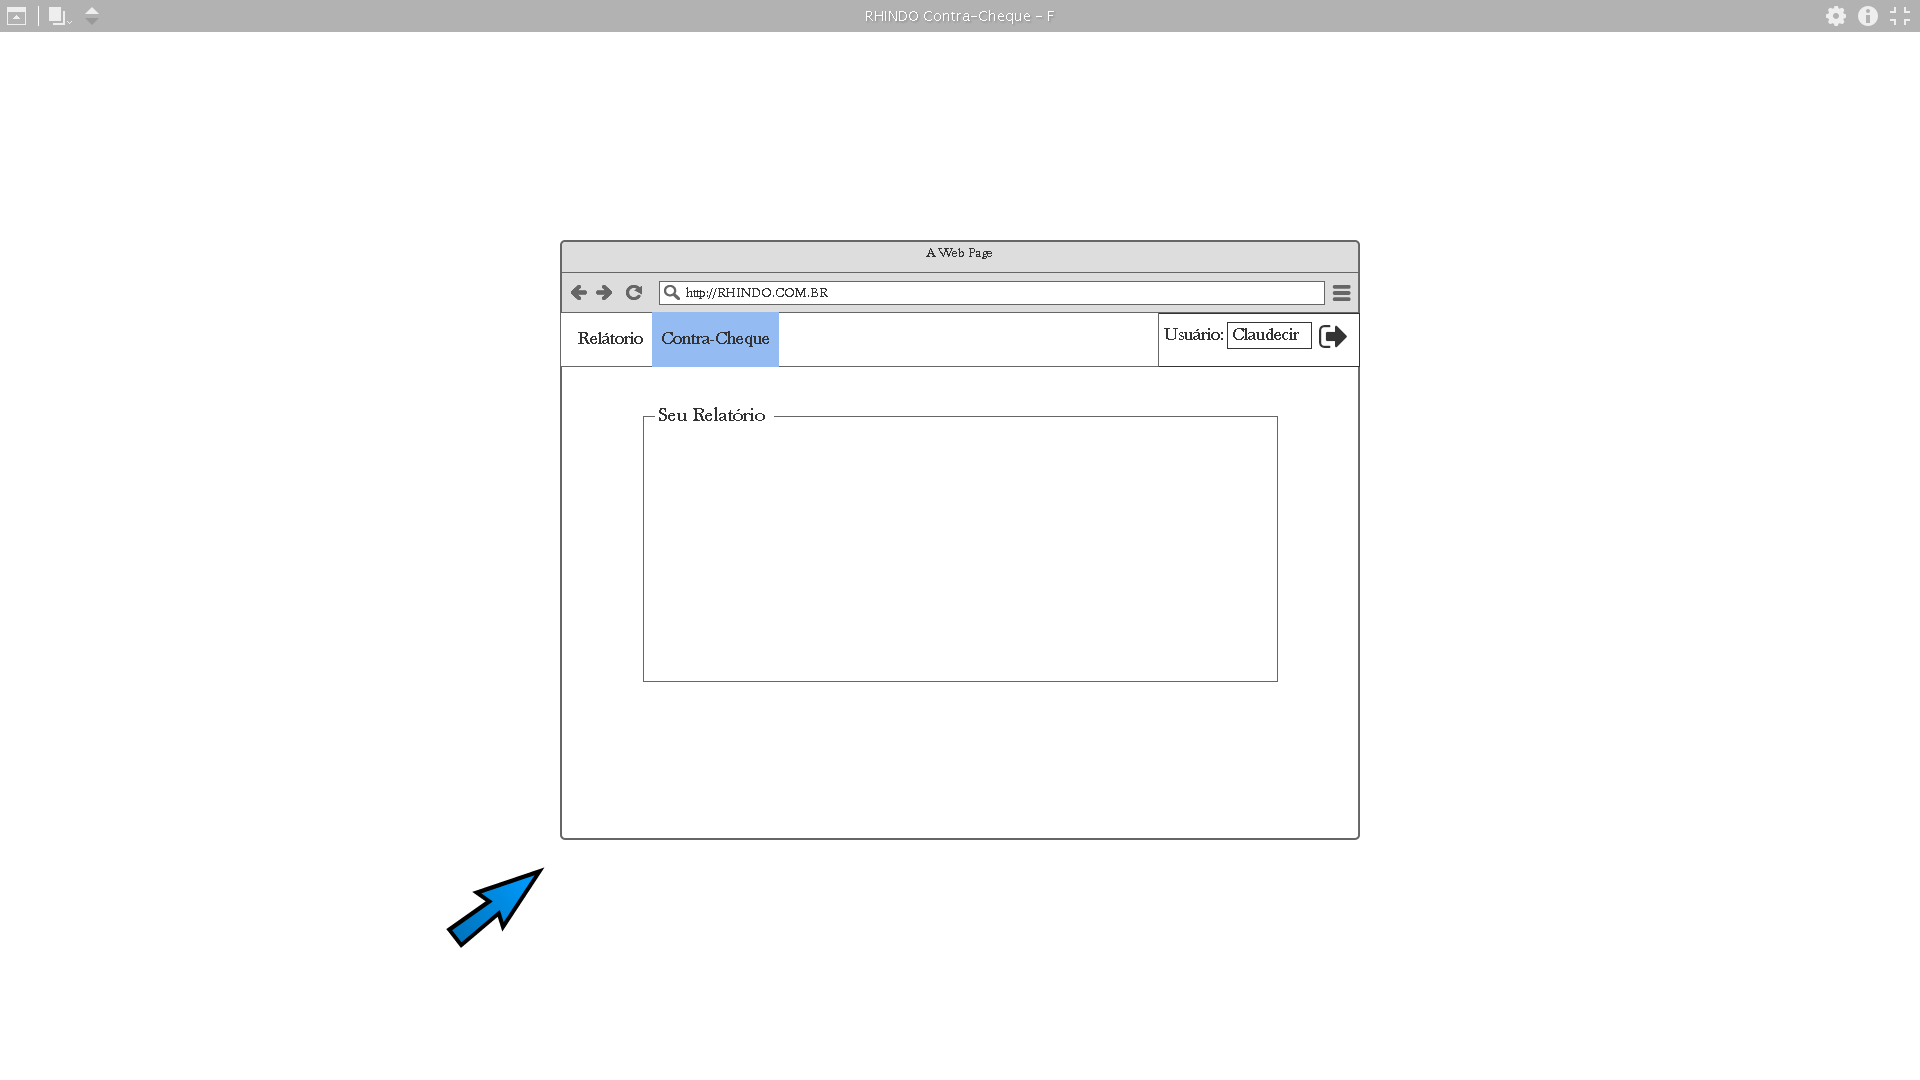 RHINDO Contra-Cheque - F
A Web Page
http://RHINDO.COM.BR
Relátorio
Contra-Cheque
Usuário: Claudecir
Seu Relatório